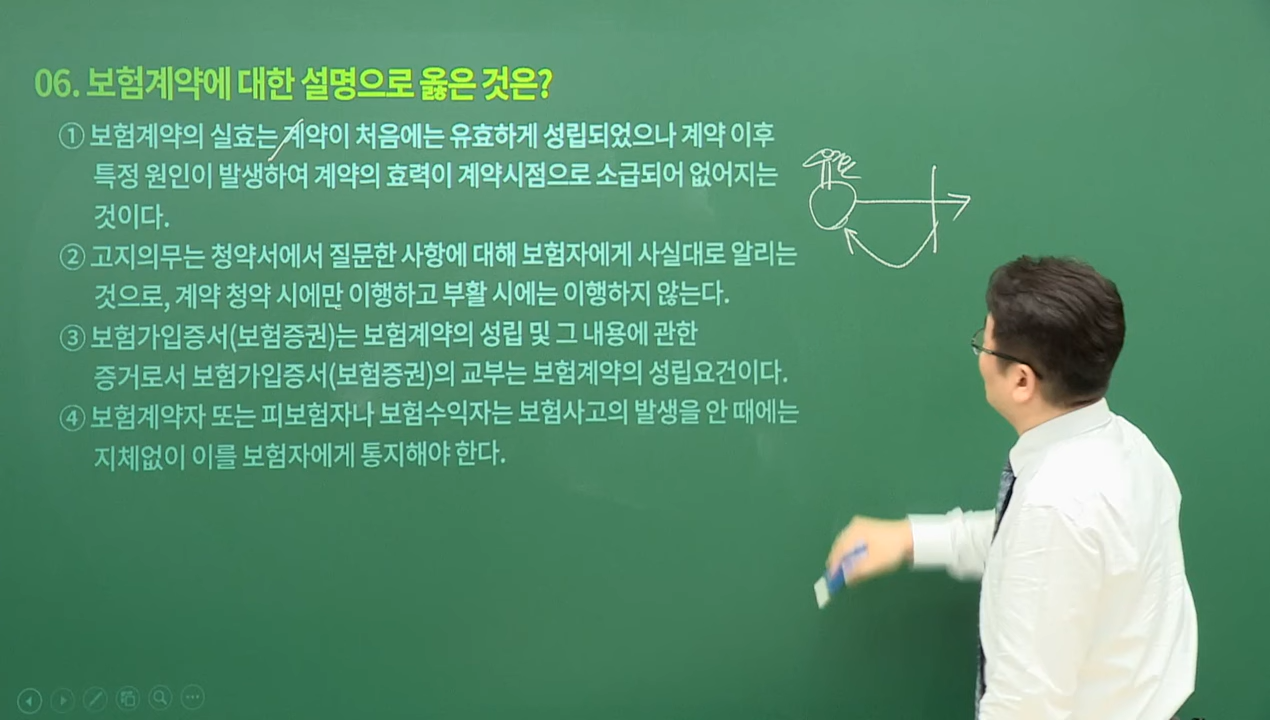 06. 보험계약에 대한 설명으로 옳은 것은?
① 보험계약의 실효는 계약이 처음에는 유효하게 성립되었으나 계약 이후
특정 원인이 발생하여 계약의 효력이 계약시점으로 소급되어 없어지는
것이다.
② 고지의무는 청약서에서 질문한 사항에 대해 보험자에게 사실대로 알리는
것으로, 계약 청약 시에만 이행하고 부활 시에는 이행하지 않는다.
③ 보험가입증서(보험증권)는 보험계약의 성립 및 그 내용에 관한
증거로서 보험가입증서(보험증권)의 교부는 보험계약의 성립요건이다.
④ 보험계약자 또는 피보험자나 보험수익자는 보험사고의 발생을 안 때에는
지체없이 이를 보험자에게 통지해야 한다.